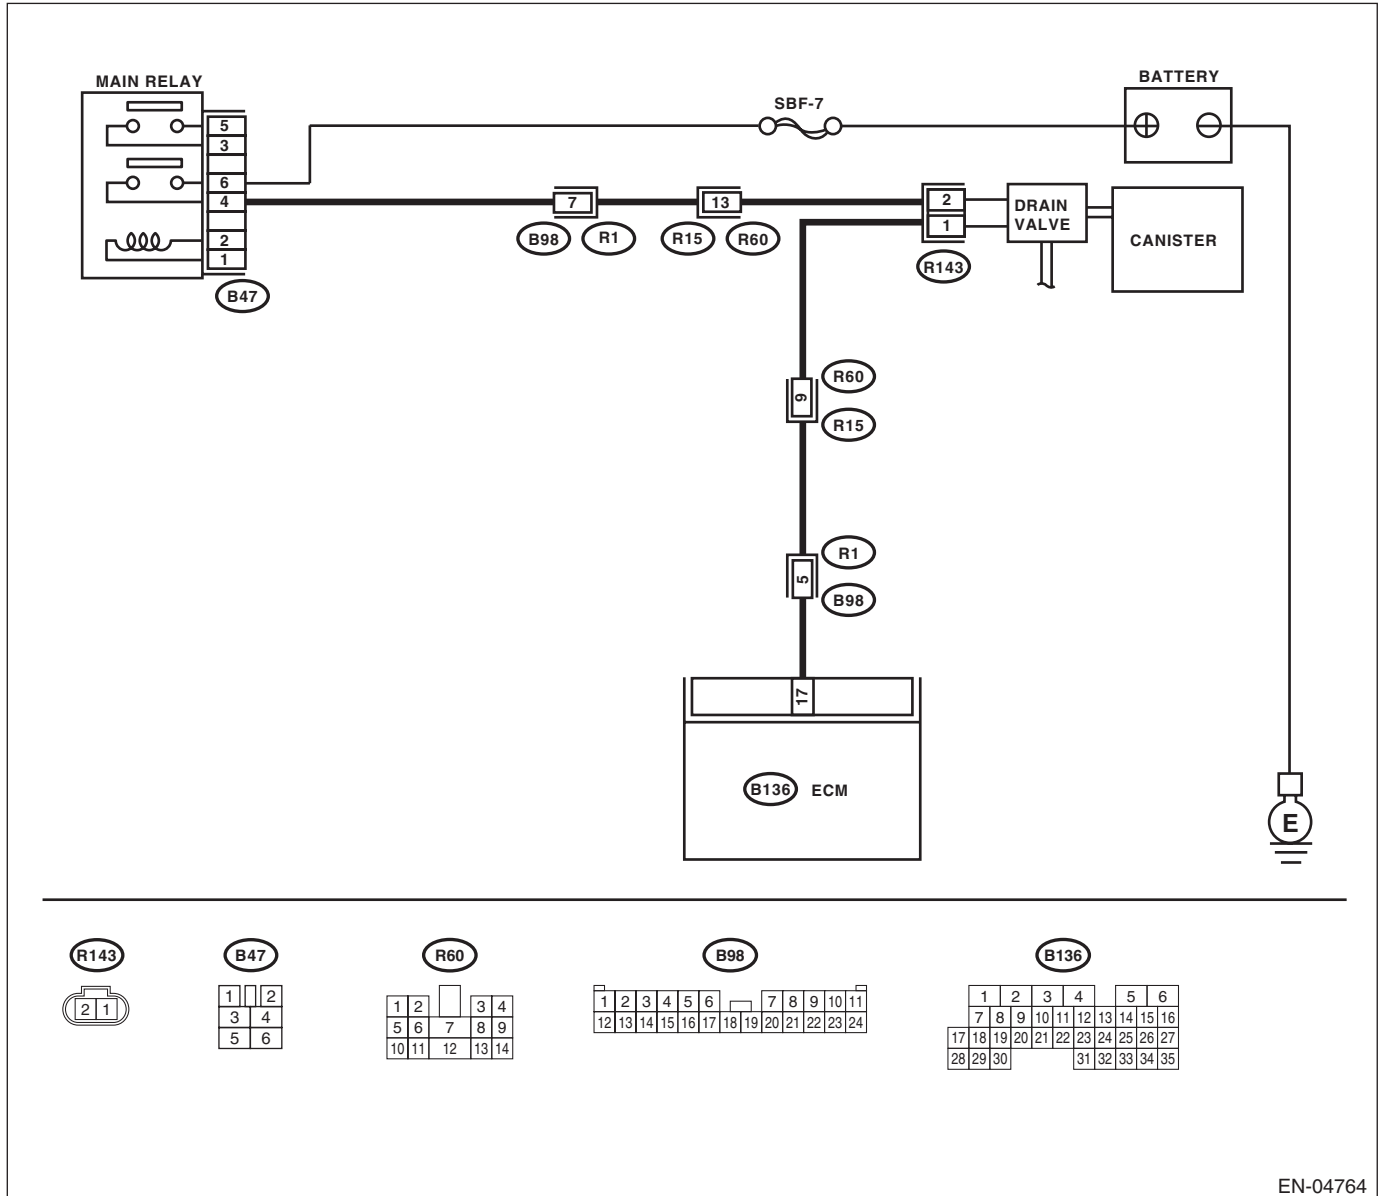 MAIN RELAY
BATTERY
SBF-7
5
3
6
4
2
1
B47
7
B98
R1
13
R15
R60
2
1
R143
DRAIN
VALVE
CANISTER
9
R60
R15
5
R1
B98
17
B136
ECM
E
R143
B47
R60
B98
B136
2 1
1 2
3 4
5 6
1 2 3 4
5 6 7 8 9
10 11 12 13 14
1 2 3 4 5 6 7 8 9 10 11
12 13 14 15 16 17 18 19 20 21 22 23 24
1 2 3 4 5 6
7 8 9 10 11 12 13 14 15 16
17 18 19 20 21 22 23 24 25 26 27
28 29 30 31 32 33 34 35
EN-04764